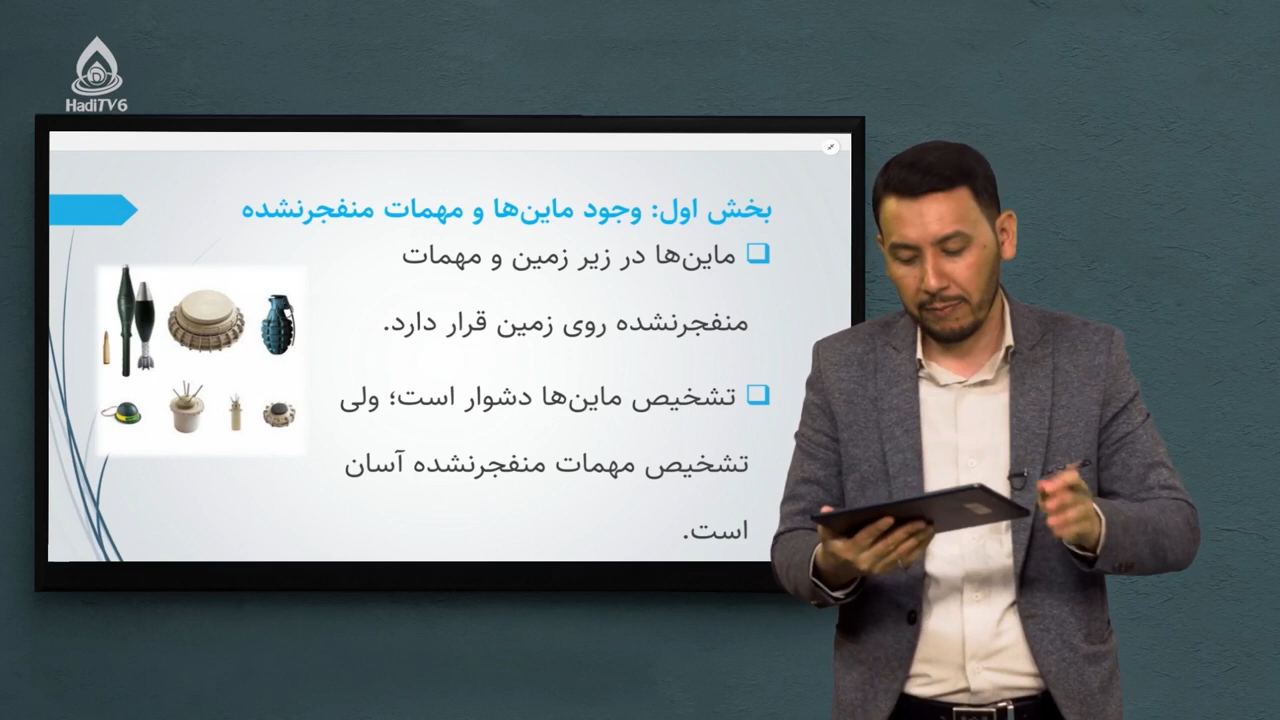 HadiTV6
بخش اول: وجود ماین‌ها و مهمات منفجرنشده
ماین‌ها در زیر زمین و مهمات
منفجرنشده روی زمین قرار دارد.
تشخیص ماین‌ها دشوار است؛ ولی
تشخیص مهمات منفجرنشده آسان
است.